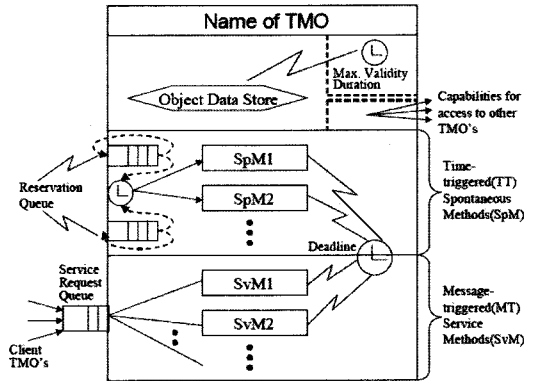 Name of TMO
Object Data Store
Max. Validity
Duration
Capabilities for
access to other
TMO's
Reservation
Queue
SpM1
SpM2
Time-
triggered(TT)
Spontaneous
Methods(SpM)
Deadline
Service
Request
Queue
Client
TMO's
SvM1
SvM2
Message-
triggered(MT)
Service
Methods(SvM)